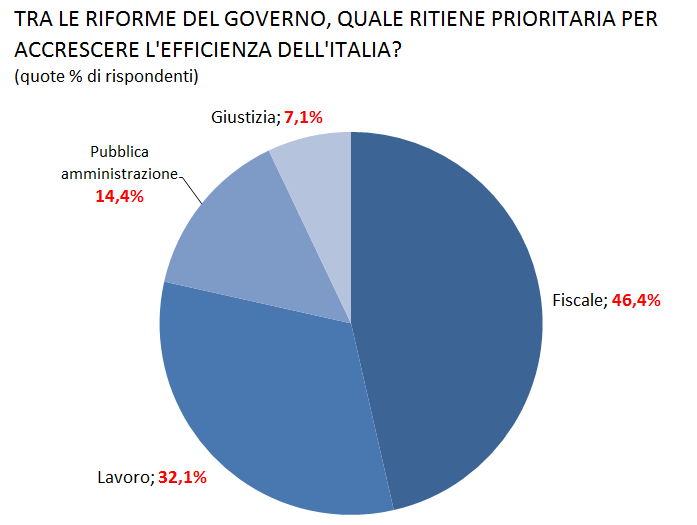 TRA LE RIFORME DEL GOVERNO, QUALE RITIENE PRIORITARIA PER
ACCRESCERE L'EFFICIENZA DELL'ITALIA?
(quote % di rispondenti)
Giustizia; 7,1%
Pubblica
amministrazione
14,4%
Fiscale; 46,4%
Lavoro; 32,1%